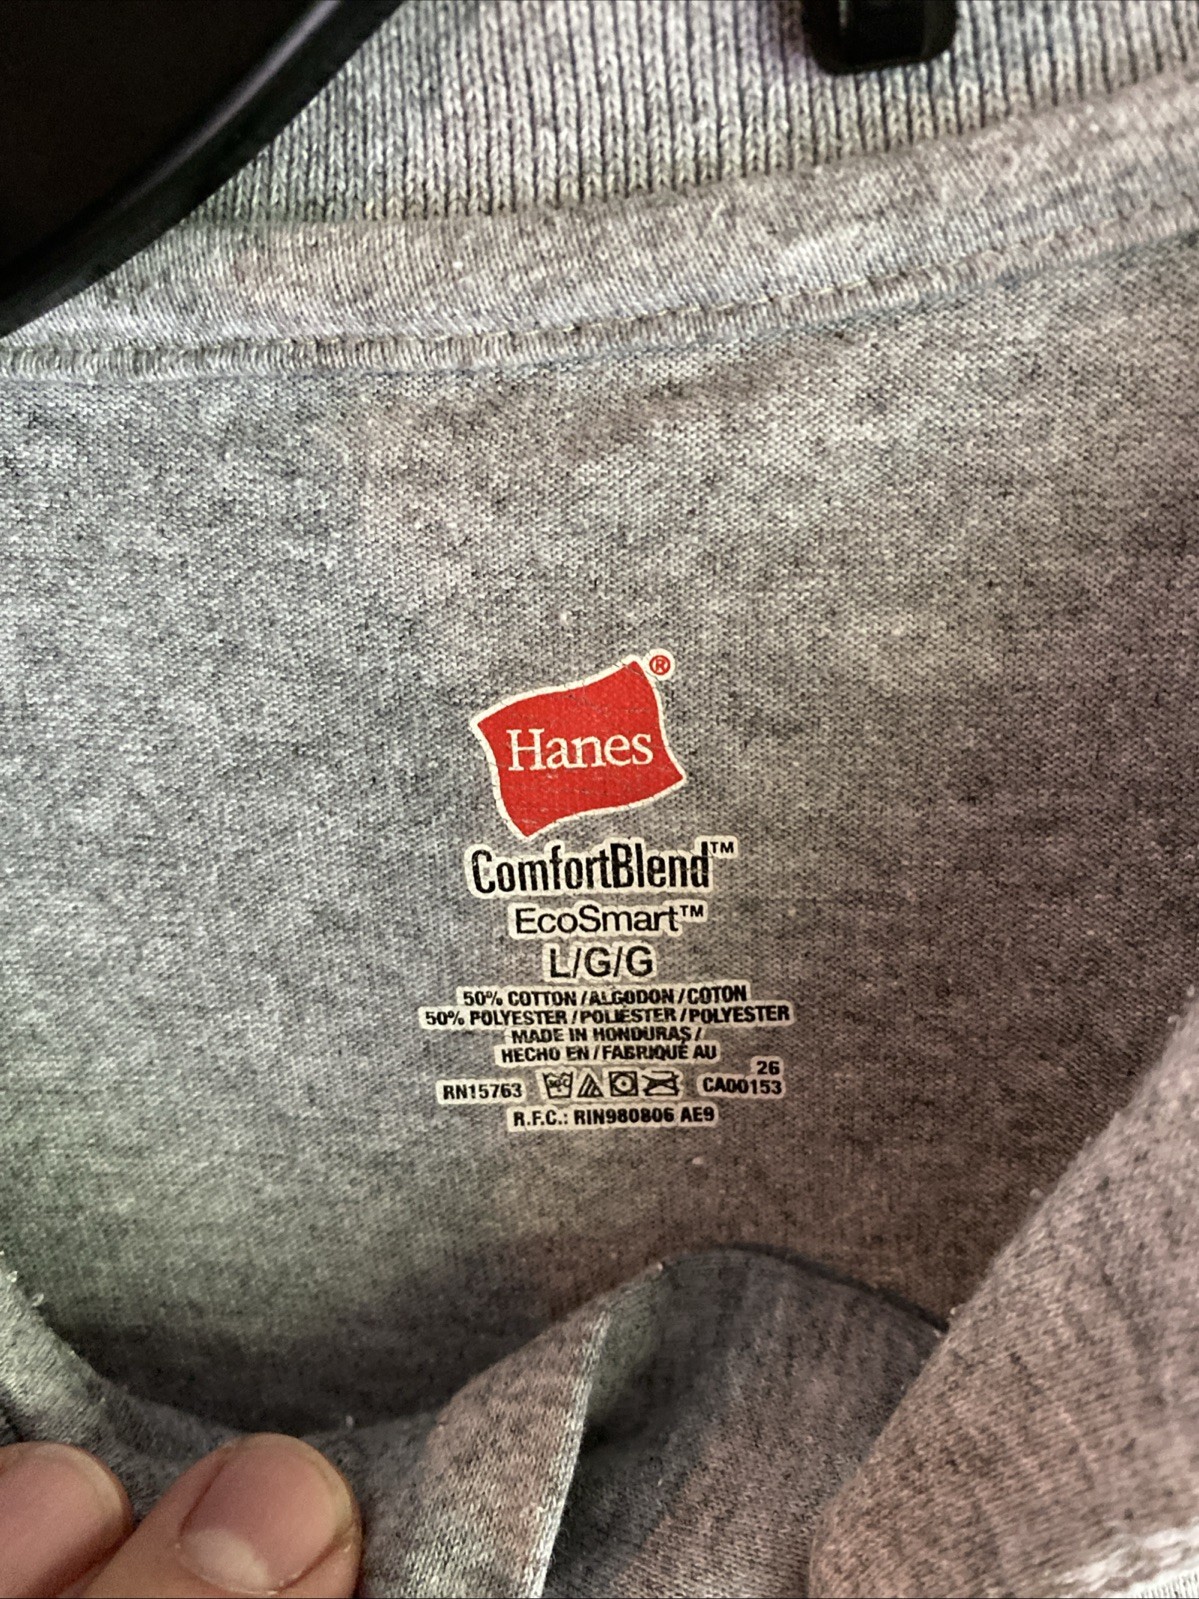 Hanes®
ComfortBlend™
EcoSmart™
L/G/G
50% COTTON/ALGODON/COTON
50% POLYESTER/POLIÉSTER/POLYESTER
MADE IN HONDURAS/
HECHO EN/FABRIQUÉ AU
26
RN15763 CA00153
R.F.C.: RIN980806 AE9